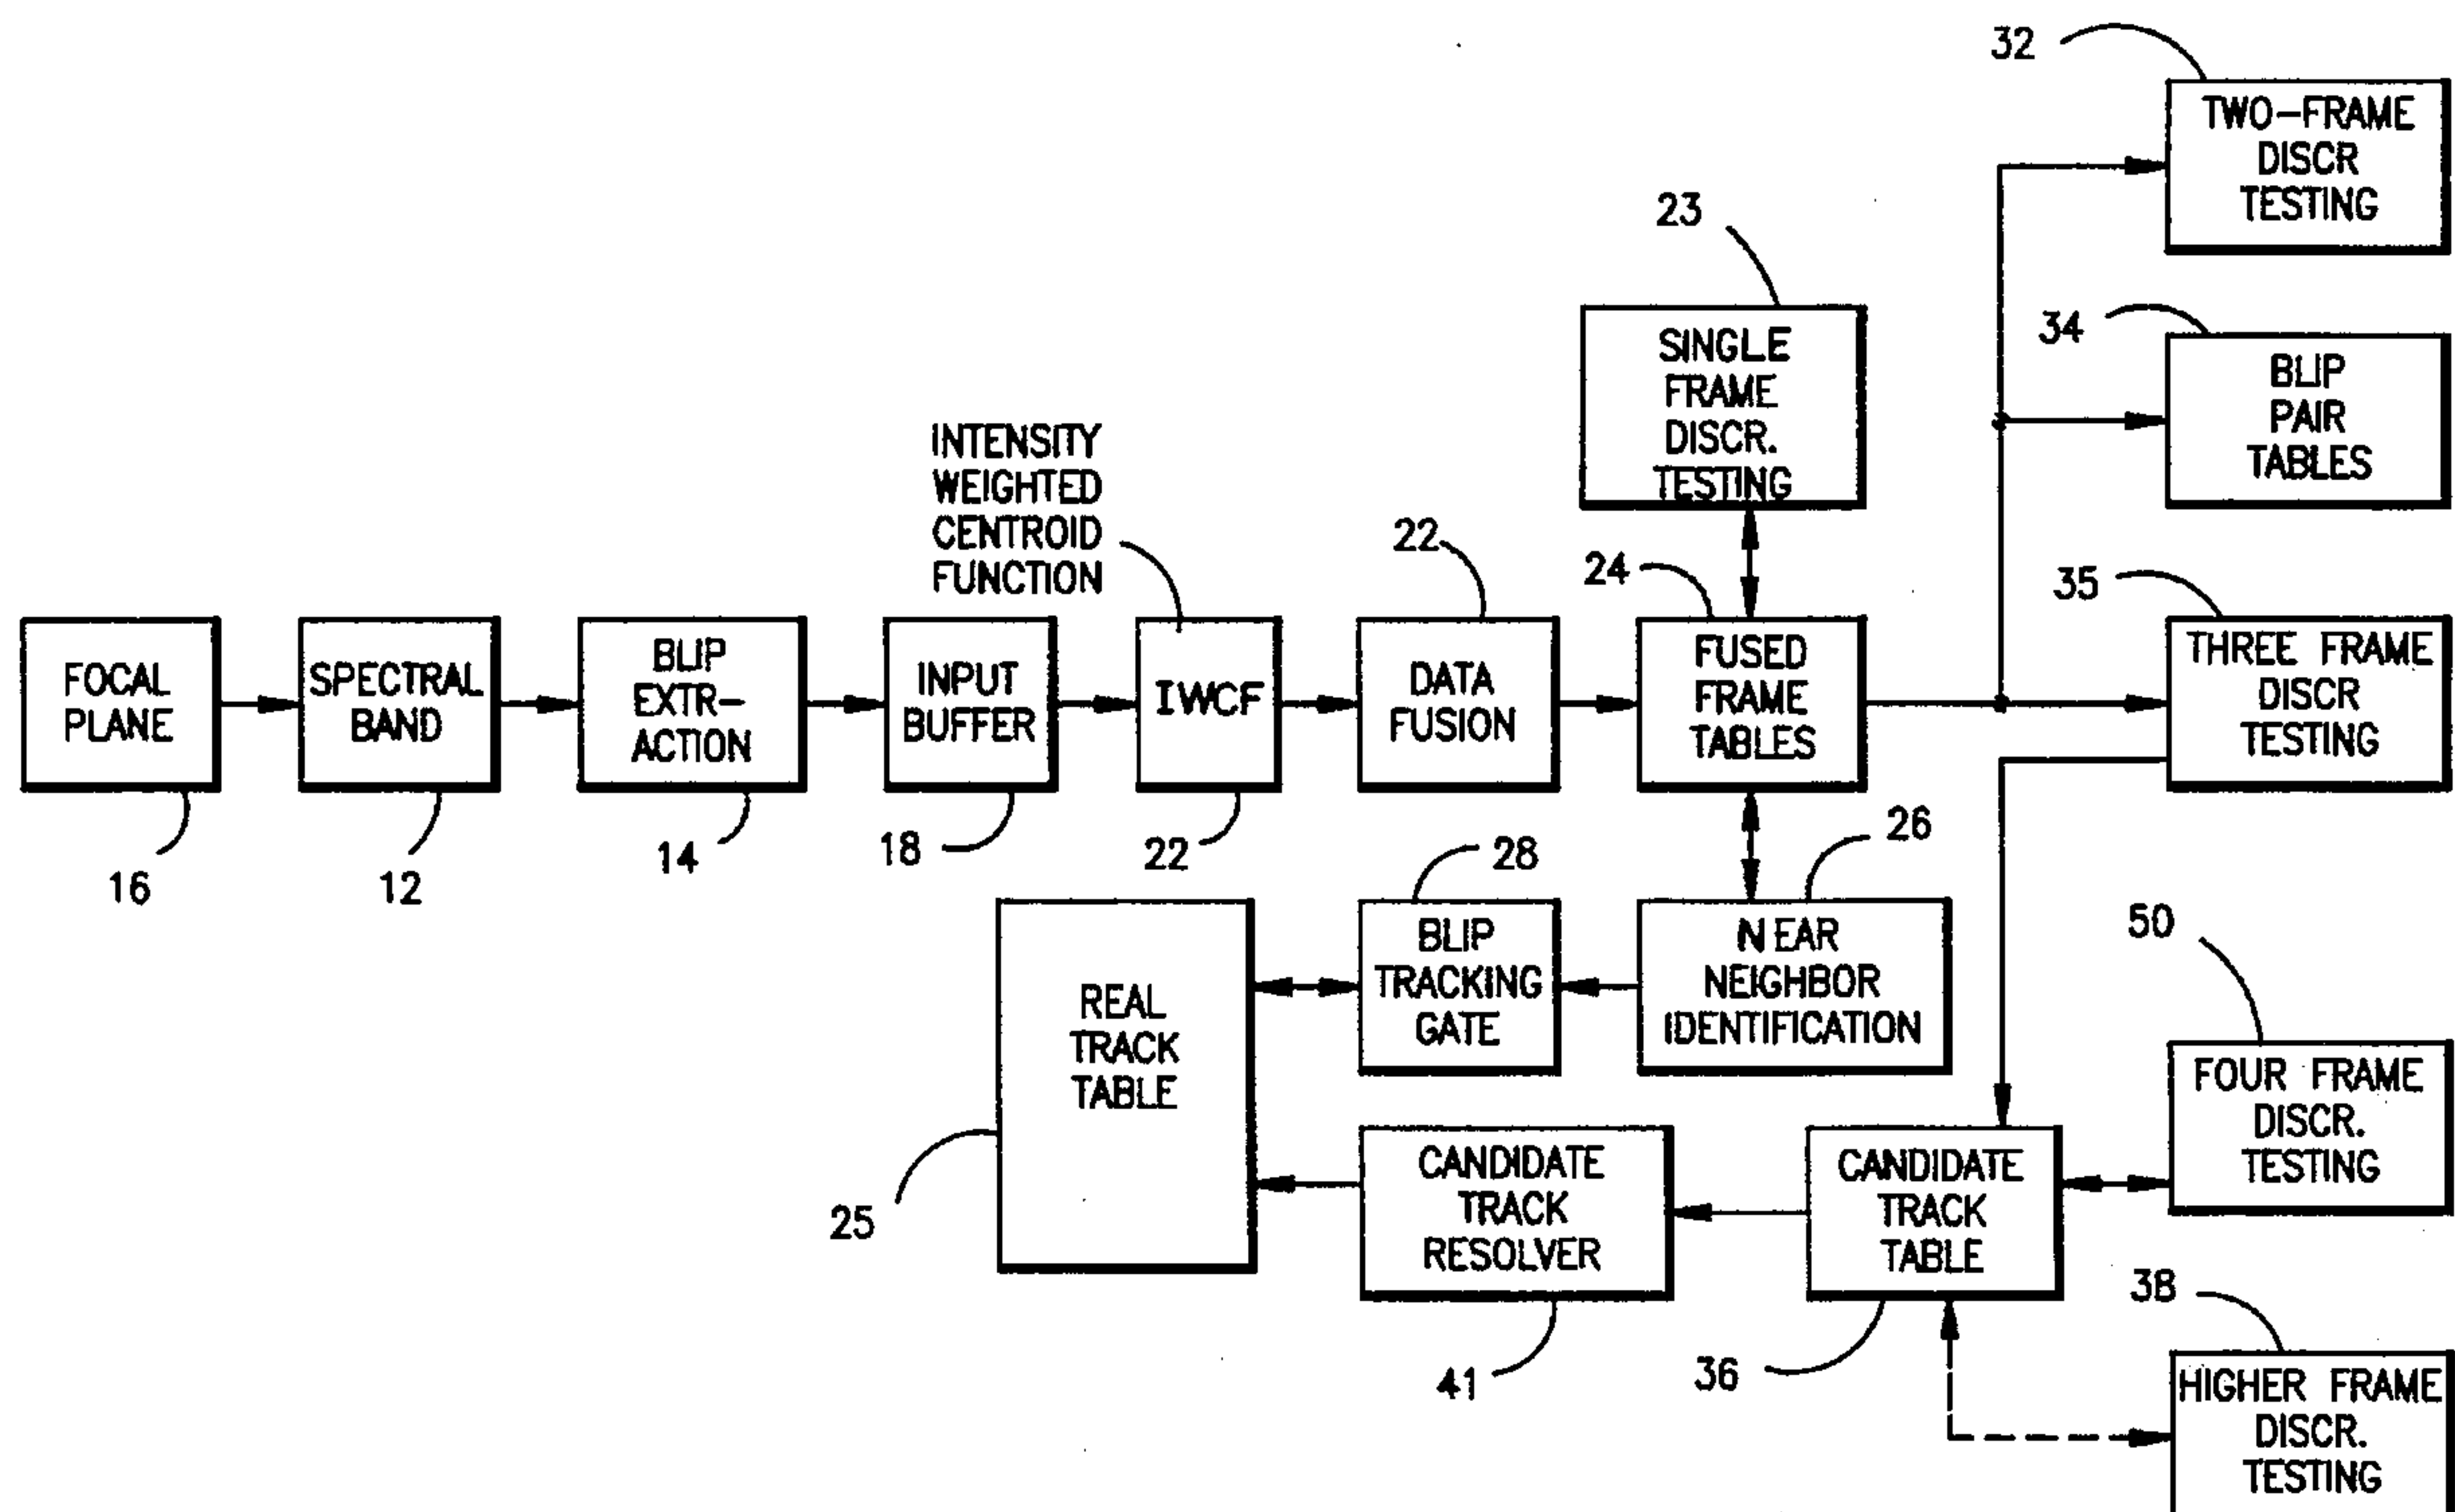 32
TWO-FRAME
DISCR
TESTING
23
SINGLE
FRAME
DISCR.
TESTING
34
BLIP
PAIR
TABLES
INTENSITY
WEIGHTED
CENTROID
FUNCTION
22
24
35
FOCAL
PLANE
SPECTRAL
BAND
BLIP
EXTR-
ACTION
INPUT
BUFFER
IWCF
DATA
FUSION
FUSED
FRAME
TABLES
THREE FRAME
DISCR
TESTING
16
12
14
18
22
28
26
REAL
TRACK
TABLE
BLIP
TRACKING
GATE
NEAR
NEIGHBOR
IDENTIFICATION
50
FOUR FRAME
DISCR.
TESTING
25
CANDIDATE
TRACK
RESOLVER
CANDIDATE
TRACK
TABLE
41
36
38
HIGHER FRAME
DISCR.
TESTING